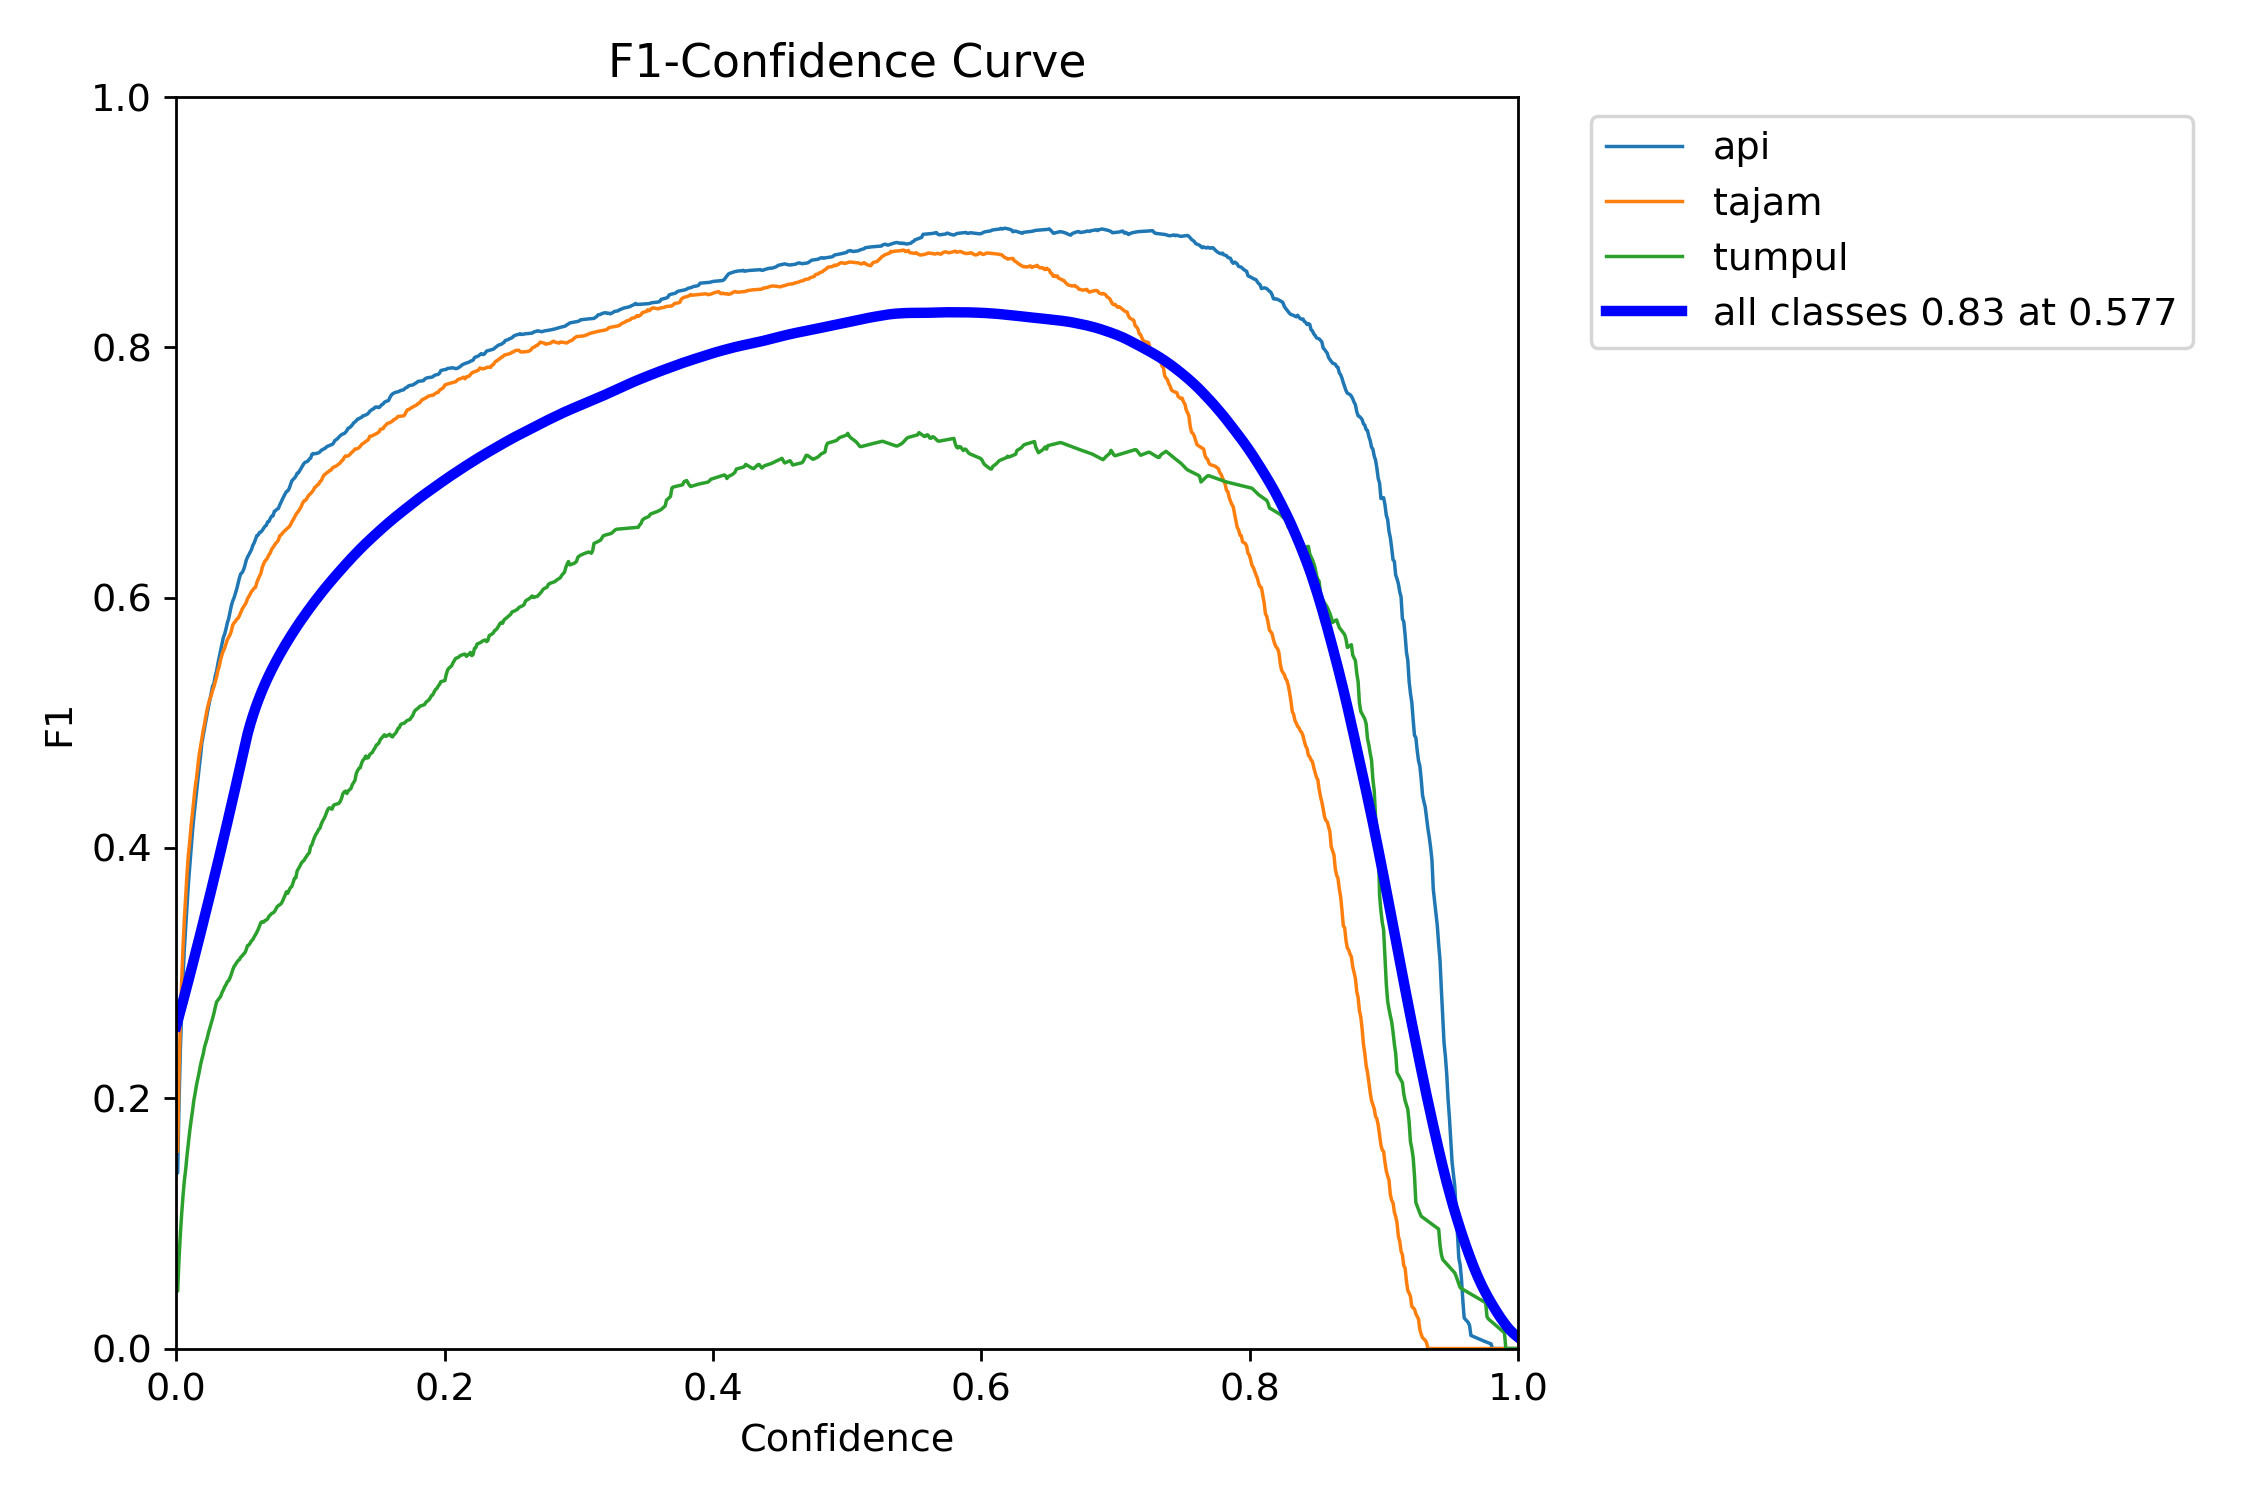 F1-Confidence Curve
1.0
0.8
0.6
0.4
0.2
0.0
F1
0.0 0.2 0.4 0.6 0.8 1.0
Confidence
api
tajam
tumpul
all classes 0.83 at 0.577